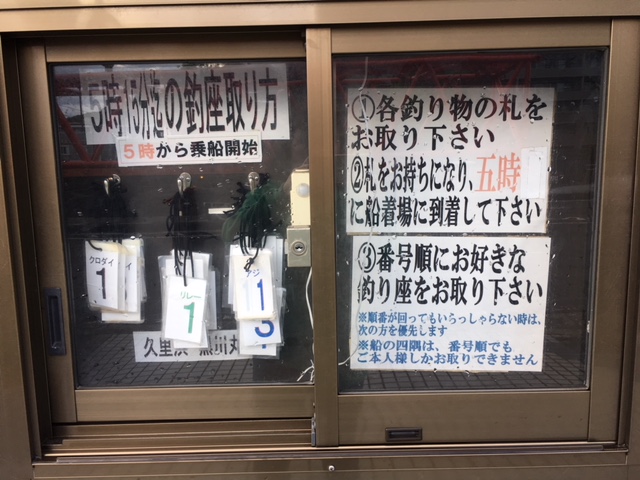 5時15分迄の釣座取り方
5時から乗船開始
クロダイ
1
イ
リレー
1
アジ
1
3
久里浜 黒川丸
①各釣り物の札を
お取り下さい
②札をお持ちになり、五時
に船着場に到着して下さい
③番号順にお好きな
釣り座をお取り下さい
※順番が回ってもいらっしゃらない時は、
次の方を優先します
※船の四隅は、番号順でも
ご本人様しかお取りできません